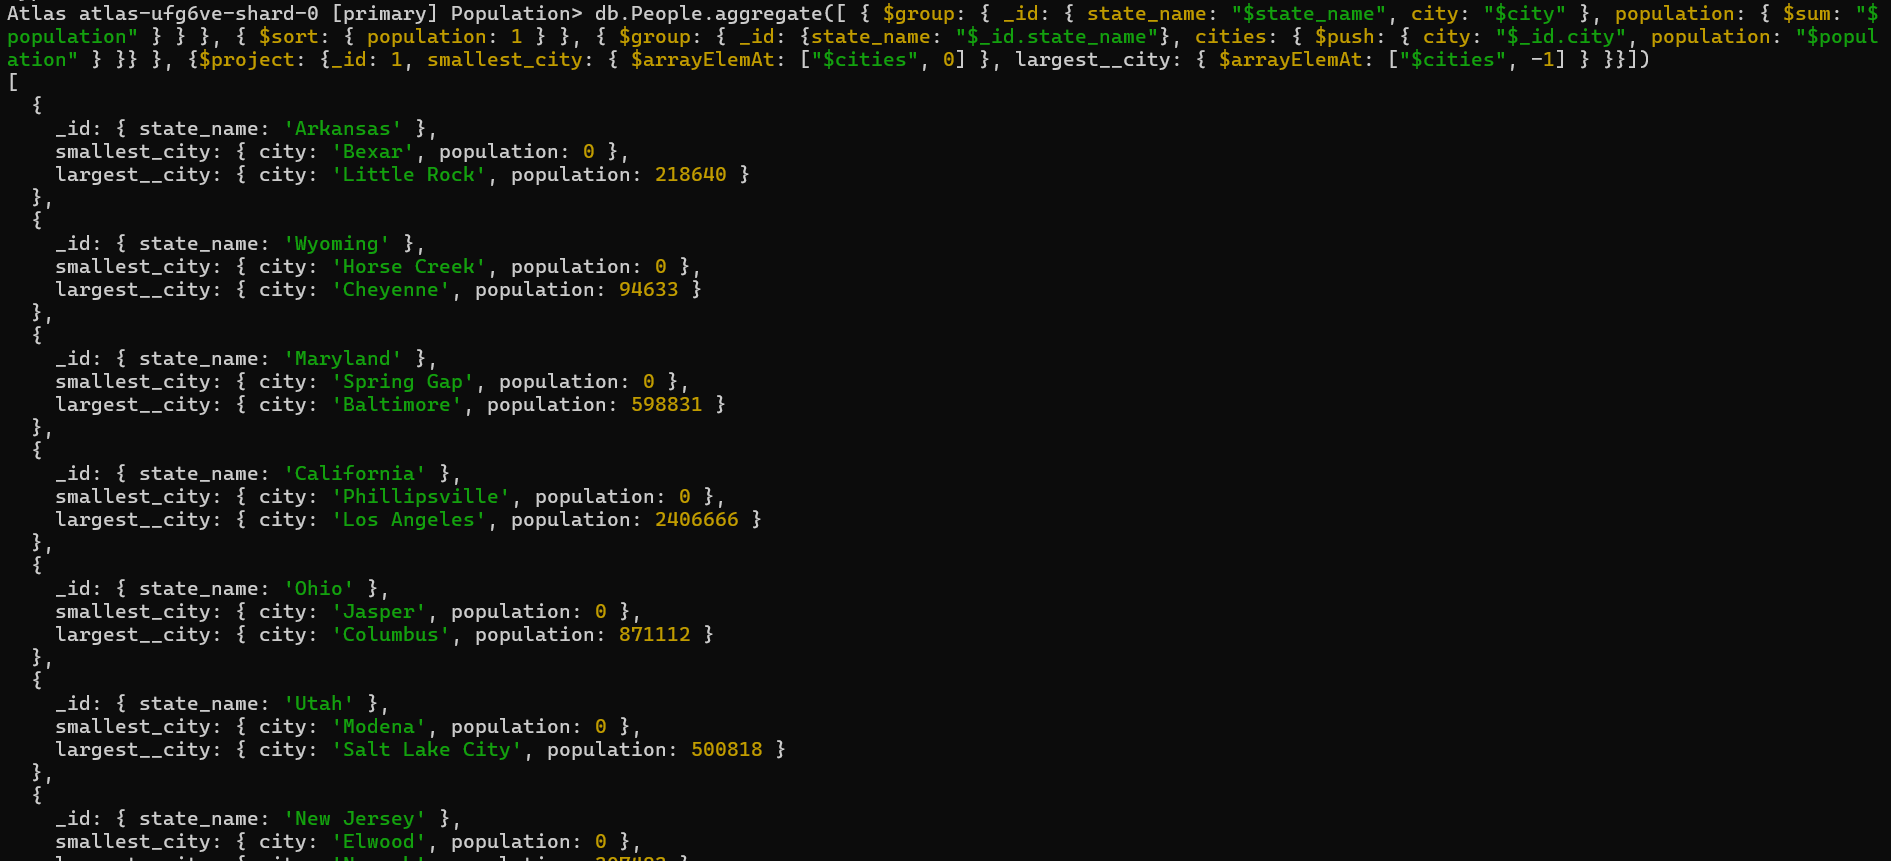 Atlas atlas-ufg6ve-shard-0 [primary] Population> db.People.aggregate([ { $group: { _id: { state_name: "$state_name", city: "$city" }, population: { $sum: "$
population" } } }, { $sort: { population: 1 } }, { $group: { _id: {state_name: "$_id.state_name"}, cities: { $push: { city: "$_id.city", population: "$popul
ation" } }} }, {$project: {_id: 1, smallest_city: { $arrayElemAt: ["$cities", 0] }, largest__city: { $arrayElemAt: ["$cities", -1] } }}])
[
  {
    _id: { state_name: 'Arkansas' },
    smallest_city: { city: 'Bexar', population: 0 },
    largest__city: { city: 'Little Rock', population: 218640 }
  },
  {
    _id: { state_name: 'Wyoming' },
    smallest_city: { city: 'Horse Creek', population: 0 },
    largest__city: { city: 'Cheyenne', population: 94633 }
  },
  {
    _id: { state_name: 'Maryland' },
    smallest_city: { city: 'Spring Gap', population: 0 },
    largest__city: { city: 'Baltimore', population: 598831 }
  },
  {
    _id: { state_name: 'California' },
    smallest_city: { city: 'Phillipsville', population: 0 },
    largest__city: { city: 'Los Angeles', population: 2406666 }
  },
  {
    _id: { state_name: 'Ohio' },
    smallest_city: { city: 'Jasper', population: 0 },
    largest__city: { city: 'Columbus', population: 871112 }
  },
  {
    _id: { state_name: 'Utah' },
    smallest_city: { city: 'Modena', population: 0 },
    largest__city: { city: 'Salt Lake City', population: 500818 }
  },
  {
    _id: { state_name: 'New Jersey' },
    smallest_city: { city: 'Elwood', population: 0 },